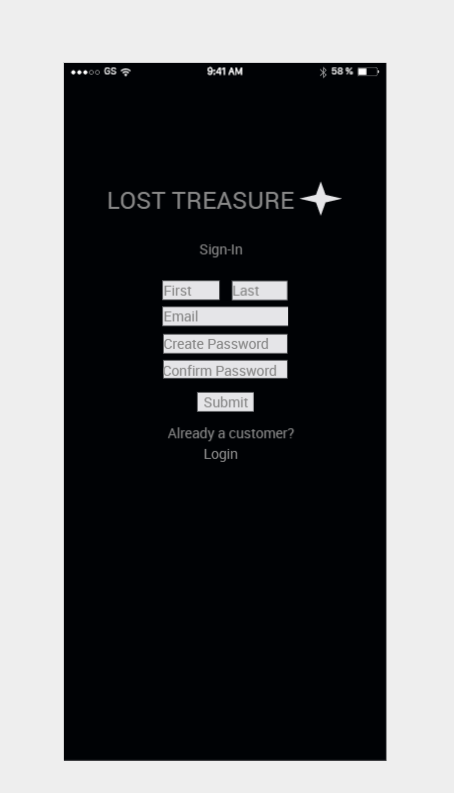 GS 9:41 AM 58 %
LOST TREASURE
Sign-In
First Last
Email
Create Password
Confirm Password
Submit
Already a customer?
Login